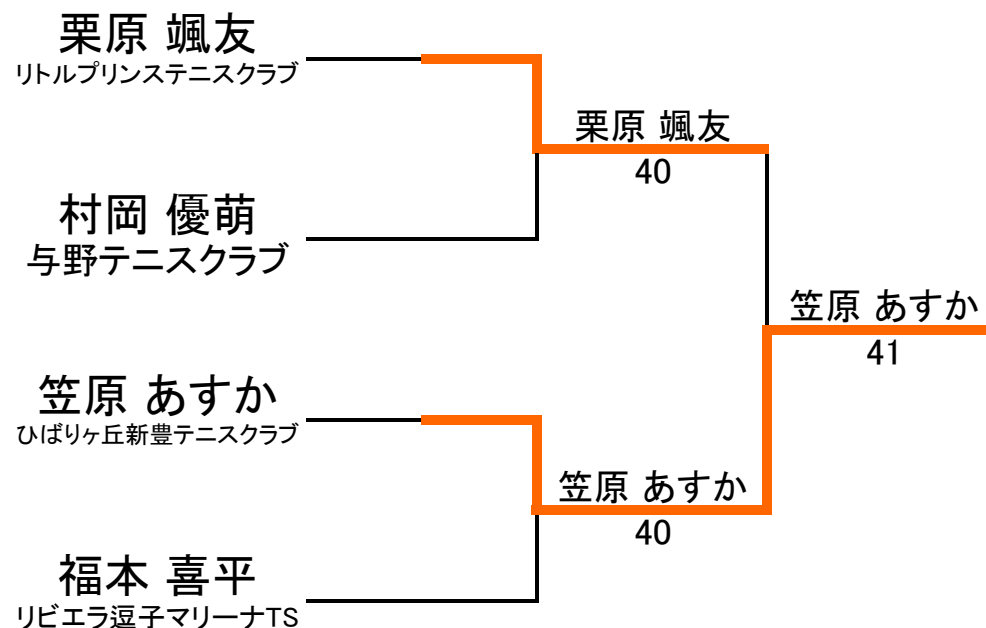 栗原 颯友
リトルプリンステニスクラブ
栗原 颯友
40
村岡 優萌
与野テニスクラブ
笠原 あすか
41
笠原 あすか
ひばりヶ丘新豊テニスクラブ
笠原 あすか
40
福本 喜平
リビエラ逗子マリーナTS